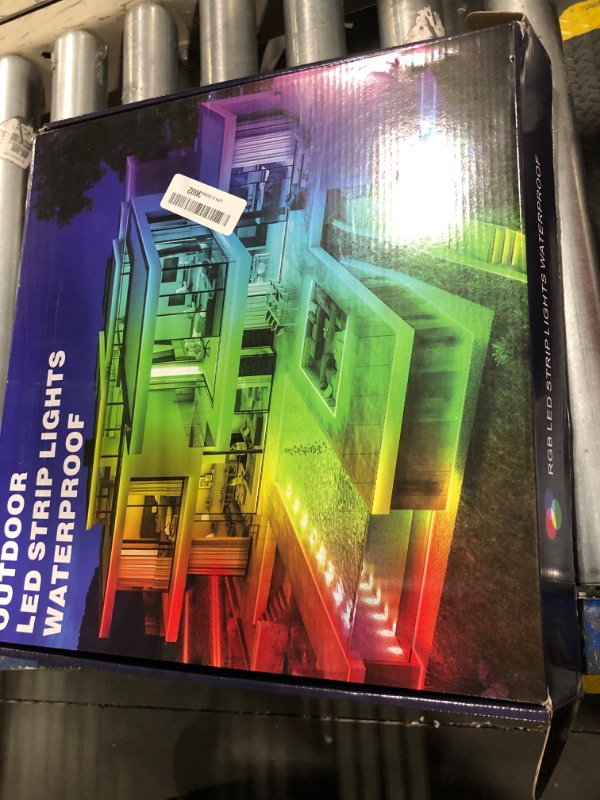 OUTDOOR
LED STRIP LIGHTS
WATERPROOF
RGB LED STRIP LIGHTS WATERPROOF